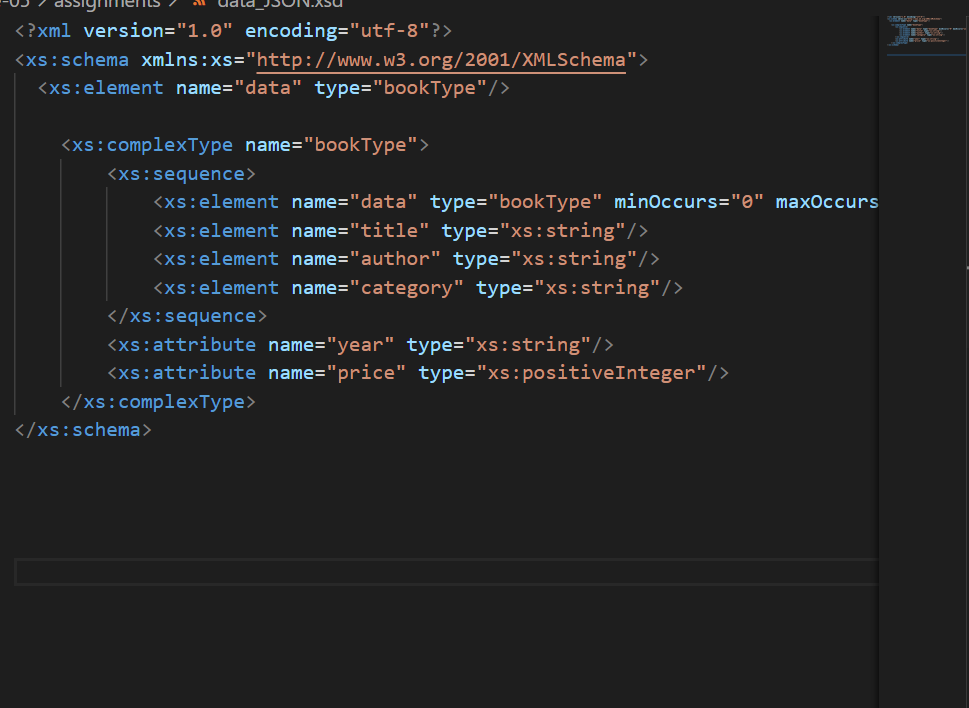 -05 > assignments > data_JSON.xsd
<?xml version="1.0" encoding="utf-8"?>
<xs:schema xmlns:xs="http://www.w3.org/2001/XMLSchema">
<xs:element name="data" type="bookType"/>
<xs:complexType name="bookType">
<xs:sequence>
<xs:element name="data" type="bookType" minOccurs="0" maxOccurs
<xs:element name="title" type="xs:string"/>
<xs:element name="author" type="xs:string"/>
<xs:element name="category" type="xs:string"/>
</xs:sequence>
<xs:attribute name="year" type="xs:string"/>
<xs:attribute name="price" type="xs:positiveInteger"/>
</xs:complexType>
</xs:schema>